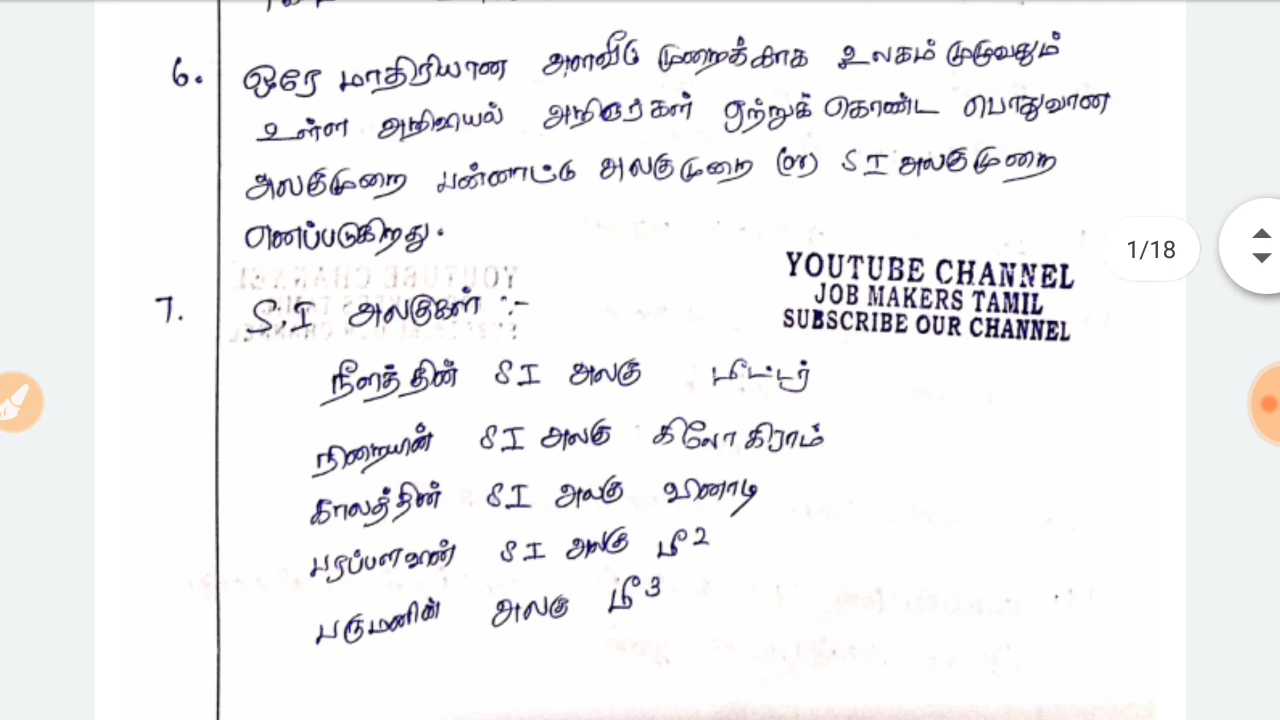 6. ஒரே மாதிரியான அளவீடு முறைக்காக உலகம் முழுவதும்
உள்ள அறிவியல் அறிஞர்கள் ஏற்றுக் கொண்ட பொதுவான
அலகுமுறை பன்னாட்டு அலகுமுறை (or) SI அலகுமுறை
எனப்படுகிறது.
1/18
YOUTUBE CHANNEL
JOB MAKERS TAMIL
SUBSCRIBE OUR CHANNEL
7. S.I அலகுகள் :-
நீளத்தின் SI அலகு மீட்டர்
நிறையின் SI அலகு கிலோ கிராம்
காலத்தின் SI அலகு வினாடி
பரப்பளவின் SI அலகு மீ2
பருமனின் அலகு மீ3